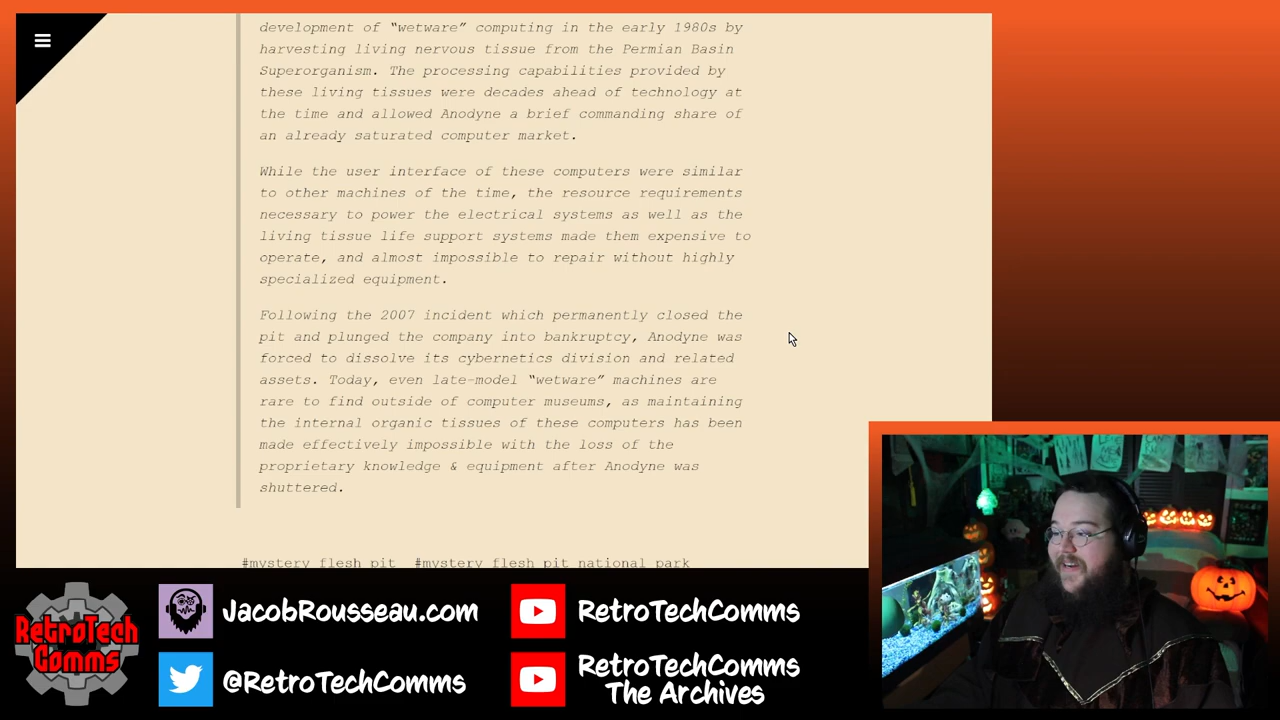 development of “wetware” computing in the early 1980s by
harvesting living nervous tissue from the Permian Basin
Superorganism. The processing capabilities provided by
these living tissues were decades ahead of technology at
the time and allowed Anodyne a brief commanding share of
an already saturated computer market.
While the user interface of these computers were similar
to other machines of the time, the resource requirements
necessary to power the electrical systems as well as the
living tissue life support systems made them expensive to
operate, and almost impossible to repair without highly
specialized equipment.
Following the 2007 incident which permanently closed the
pit and plunged the company into bankruptcy, Anodyne was
forced to dissolve its cybernetics division and related
assets. Today, even late-model “wetware” machines are
rare to find outside of computer museums, as maintaining
the internal organic tissues of these computers has been
made effectively impossible with the loss of the
proprietary knowledge & equipment after Anodyne was
shuttered.
#mystery flesh pit #mystery flesh pit national park
RetroTech
Comms
JacobRousseau.com
@RetroTechComms
RetroTechComms
RetroTechComms
The Archives